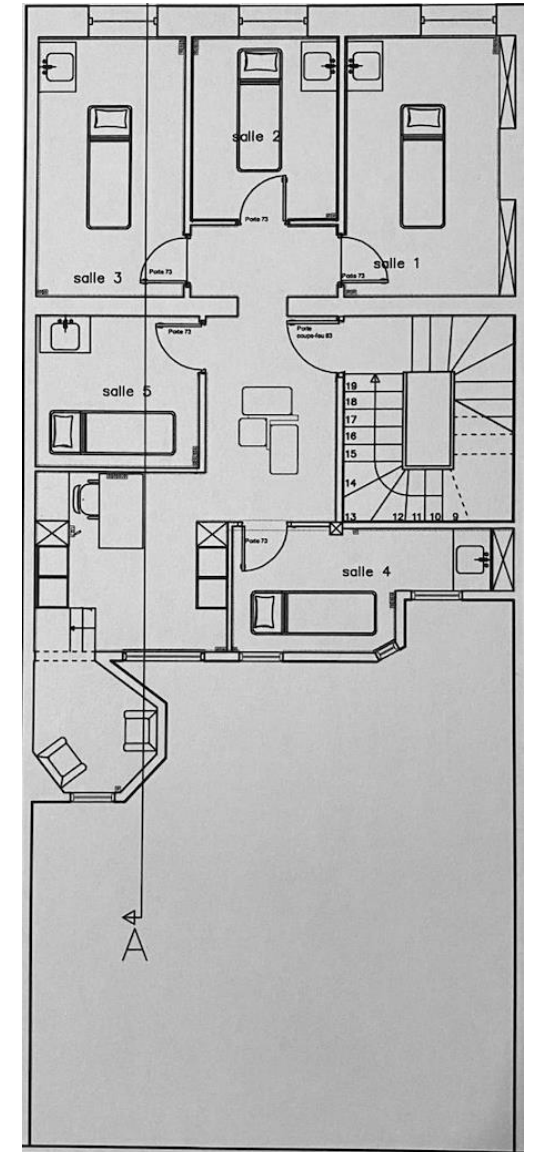 salle 2
salle 1
salle 3
Porte 73
Porte 73
Porte 73
Porte 73
Porte
coupe-feu 83
salle 5
19
18
17
16
15
14
13
12
11
10
9
Porte 73
salle 4
A